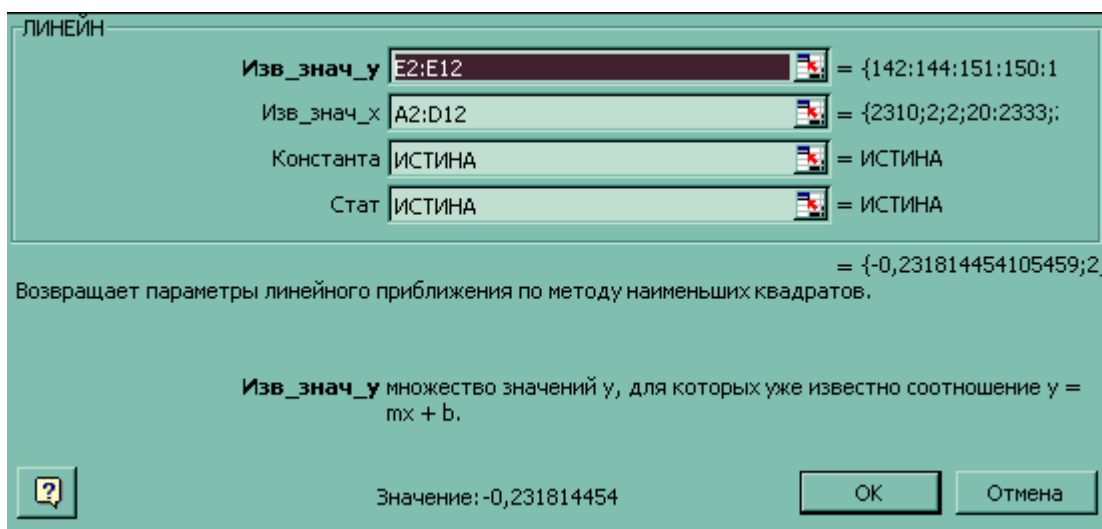 ЛИНЕЙН
Изв_знач_y E2:E12 = {142:144:151:150:1
Изв_знач_x A2:D12 = {2310;2;2;20:2333;
Константа ИСТИНА = ИСТИНА
Стат ИСТИНА = ИСТИНА
= {-0,231814454105459;2
Возвращает параметры линейного приближения по методу наименьших квадратов.
Изв_знач_y множество значений y, для которых уже известно соотношение y =
mx + b.
Значение:-0,231814454 OK Отмена